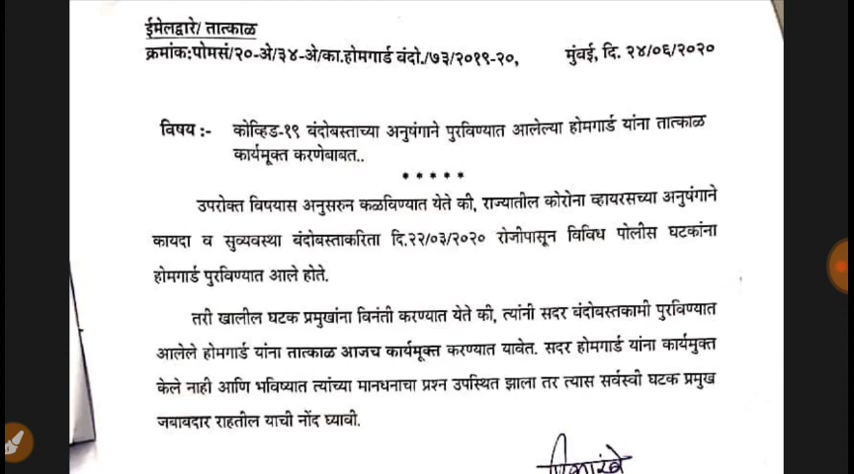 ईमेलद्वारे/ तात्काळ
क्रमांक:पोमसं/२०-अे/३४-अे/का.होमगार्ड बंदो./७३/२०१९-२०, मुंबई, दि. २४/०६/२०२०
विषय :- कोव्हिड-१९ बंदोबस्ताच्या अनुषंगाने पुरविण्यात आलेल्या होमगार्ड यांना तात्काळ
कार्यमूक्त करणेबाबत..
*****
उपरोक्त विषयास अनुसरुन कळविण्यात येते की, राज्यातील कोरोना व्हायरसच्या अनुषंगाने
कायदा व सुव्यवस्था बंदोबस्ताकरिता दि.२२/०३/२०२० रोजीपासून विविध पोलीस घटकांना
होमगार्ड पुरविण्यात आले होते.
तरी खालील घटक प्रमुखांना विनंती करण्यात येते की, त्यांनी सदर बंदोबस्तकामी पुरविण्यात
आलेले होमगार्ड यांना तात्काळ आजच कार्यमूक्त करण्यात यावेत. सदर होमगार्ड यांना कार्यमुक्त
केले नाही आणि भविष्यात त्यांच्या मानधनाचा प्रश्न उपस्थित झाला तर त्यास सर्वस्वी घटक प्रमुख
जबाबदार राहतील याची नोंद घ्यावी.